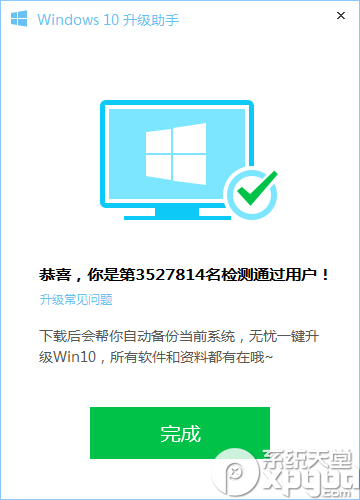 Windows 10 升级助手
恭喜，你是第3527814名检测通过用户！
升级常见问题
下载后会帮你自动备份当前系统，无忧一键升
级Win10，所有软件和资料都有在哦~
完成
系统天堂
xpgod